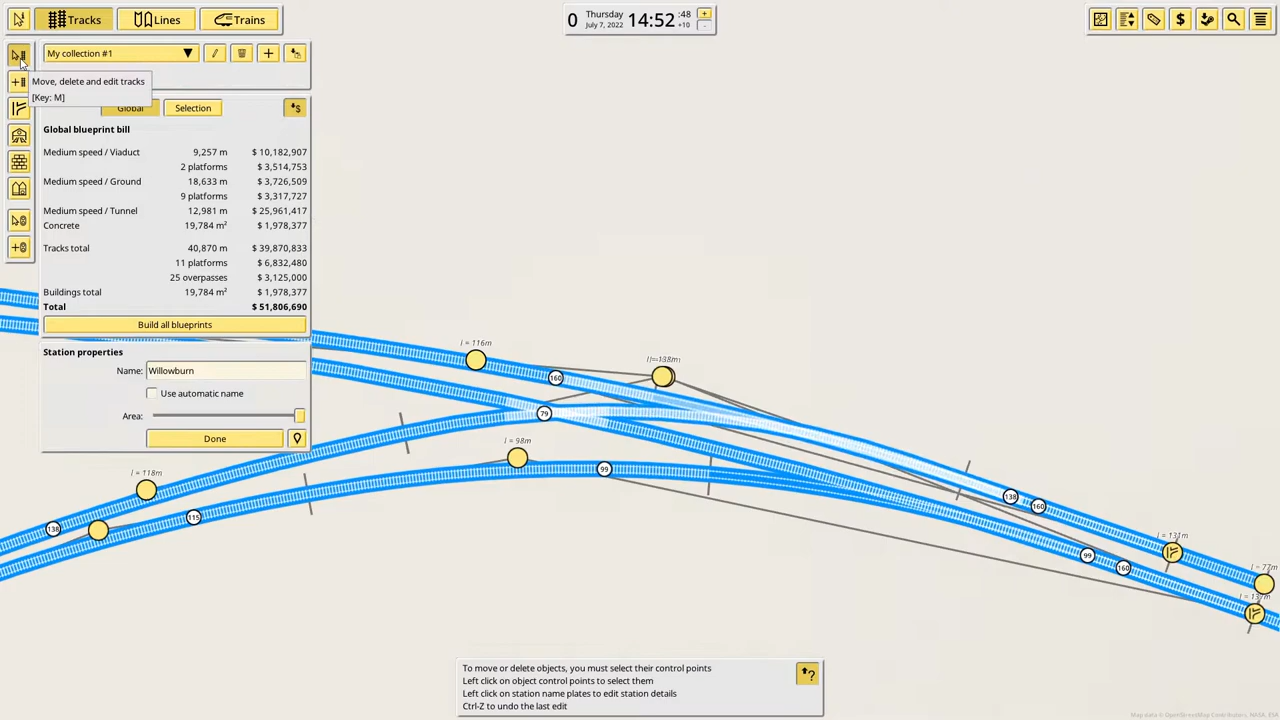 Tracks
Lines
Trains
0
Thursday
July 7, 2022
14:52
:48
+10
+
-
$
My collection #1
Move, delete and edit tracks
[Key: M]
Global
Selection
$
Global blueprint bill
Medium speed / Viaduct 9,257 m $ 10,182,907
2 platforms $ 3,514,753
Medium speed / Ground 18,633 m $ 3,726,509
9 platforms $ 3,317,727
Medium speed / Tunnel 12,981 m $ 25,961,417
Concrete 19,784 m² $ 1,978,377
Tracks total 40,870 m $ 39,870,833
11 platforms $ 6,832,480
25 overpasses $ 3,125,000
Buildings total 19,784 m² $ 1,978,377
Total $ 51,806,690
Build all blueprints
Station properties
Name: Willowburn
Use automatic name
Area:
Done
l = 116m
160
79
l = 98m
99
l = 118m
138
115
138
160
l = 131m
l = 77m
99
160
To move or delete objects, you must select their control points
Left click on object control points to select them
Left click on station name plates to edit station details
Ctrl-Z to undo the last edit
?
Map data © OpenStreetMap Contributors, NASA, ESA